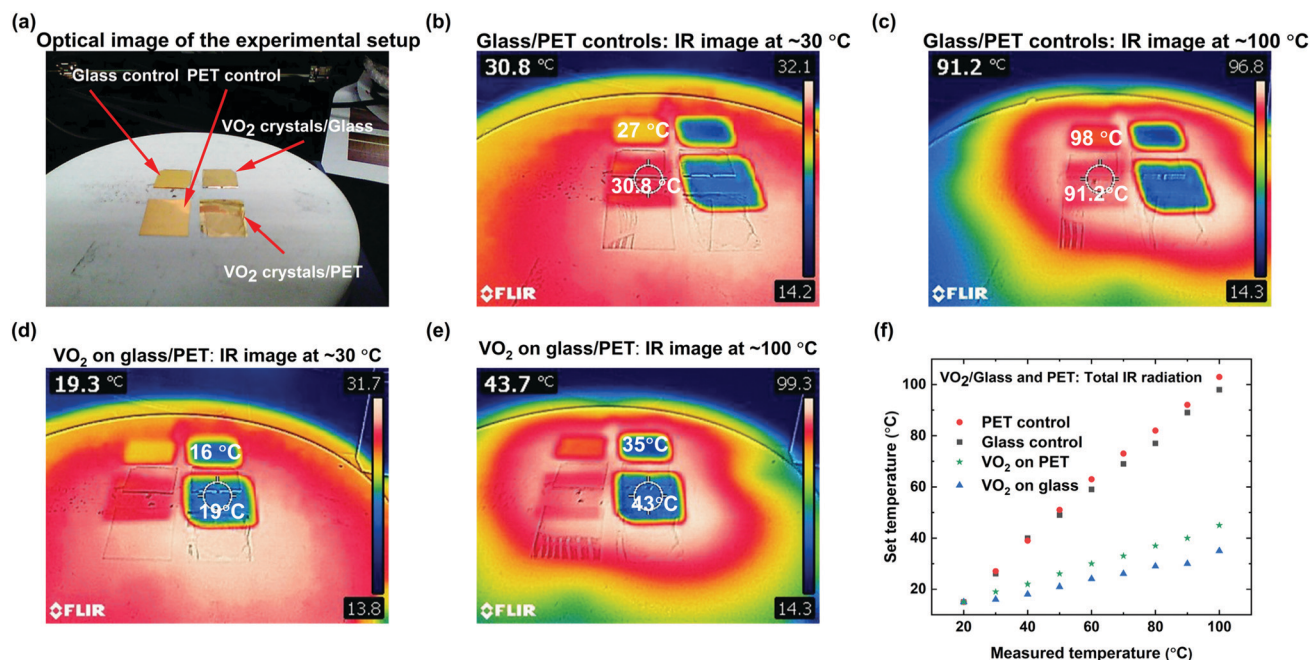 (a)
Optical image of the experimental setup
Glass control PET control
VO2 crystals/Glass
VO2 crystals/PET
(b)
Glass/PET controls: IR image at ~30 °C
30.8 °C
32.1
27 °C
30.8 °C
FLIR
14.2
(c)
Glass/PET controls: IR image at ~100 °C
91.2 °C
96.8
98 °C
91.2°C
FLIR
14.3
(d)
VO2 on glass/PET: IR image at ~30 °C
19.3 °C
31.7
16 °C
19°C
FLIR
13.8
(e)
VO2 on glass/PET: IR image at ~100 °C
43.7 °C
99.3
35°C
43°C
FLIR
14.3
(f)
VO2/Glass and PET: Total IR radiation
PET control
Glass control
VO2 on PET
VO2 on glass
Set temperature (°C)
100
80
60
40
20
20 40 60 80 100
Measured temperature (°C)